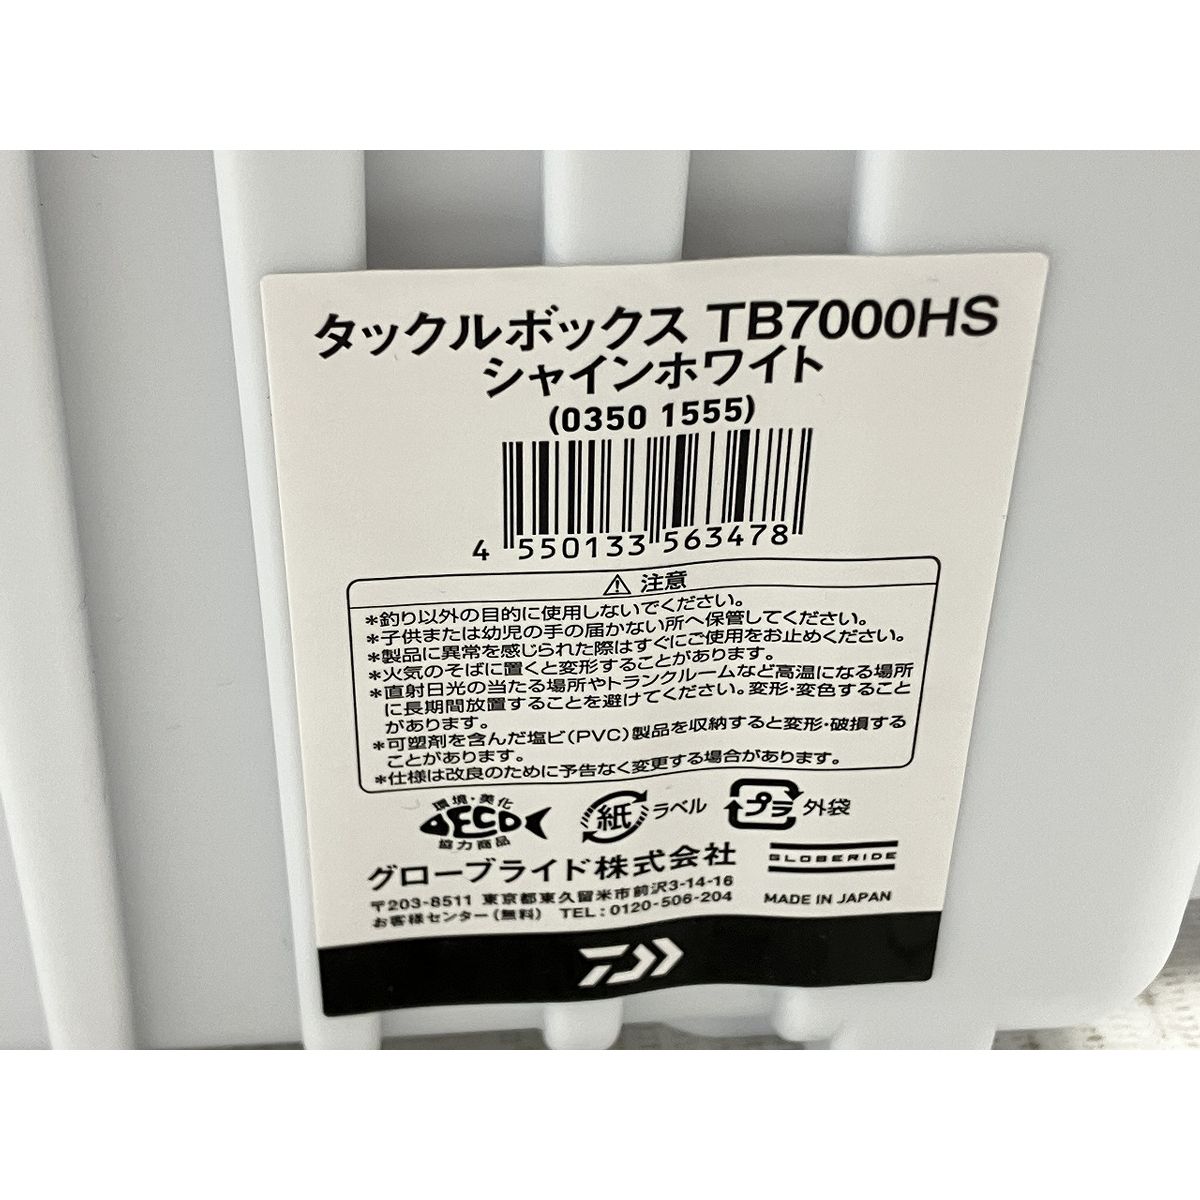 タックルボックス TB7000HS
シャインホワイト
(0350 1555)
4 550133 563478
注意
*釣り以外の目的に使用しないでください。
*子供または幼児の手の届かない所へ保管してください。
*製品に異常を感じられた際はすぐにご使用をお止めください。
*火気のそばに置くと変形することがあります。
*直射日光の当たる場所やトランクルームなど高温になる場所
に長期間放置することを避けてください。変形・変色すること
があります。
*可塑剤を含んだ塩ビ(PVC)製品を収納すると変形・破損する
ことがあります。
*仕様は改良のために予告なく変更する場合があります。
環境・美化
DECO
協力商品
紙 ラベル
プラ 外袋
グローブライド株式会社
GLOBERIDE
〒203-8511 東京都東久留米市前沢3-14-16
お客様センター(無料) TEL:0120-506-204
MADE IN JAPAN